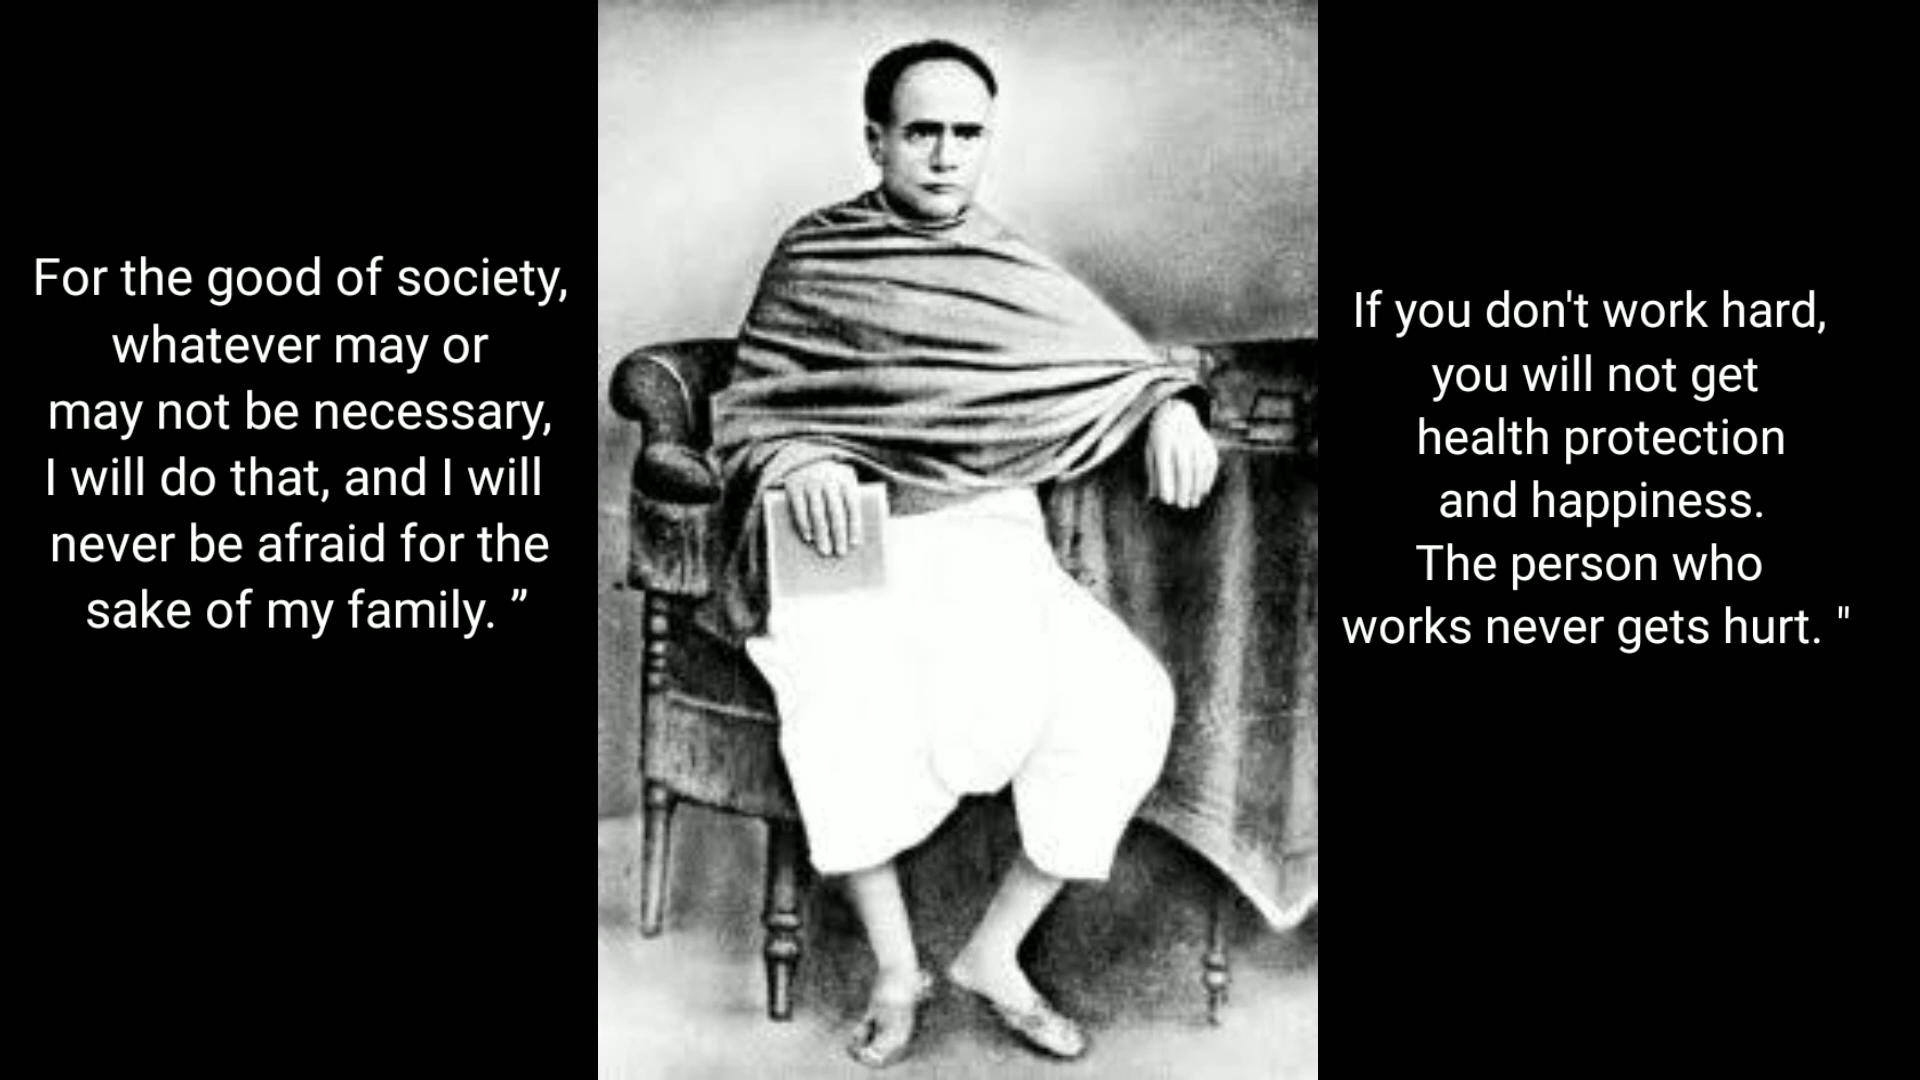 For the good of society,
whatever may or
may not be necessary,
I will do that, and I will
never be afraid for the
sake of my family. ”
If you don't work hard,
you will not get
health protection
and happiness.
The person who
works never gets hurt. "